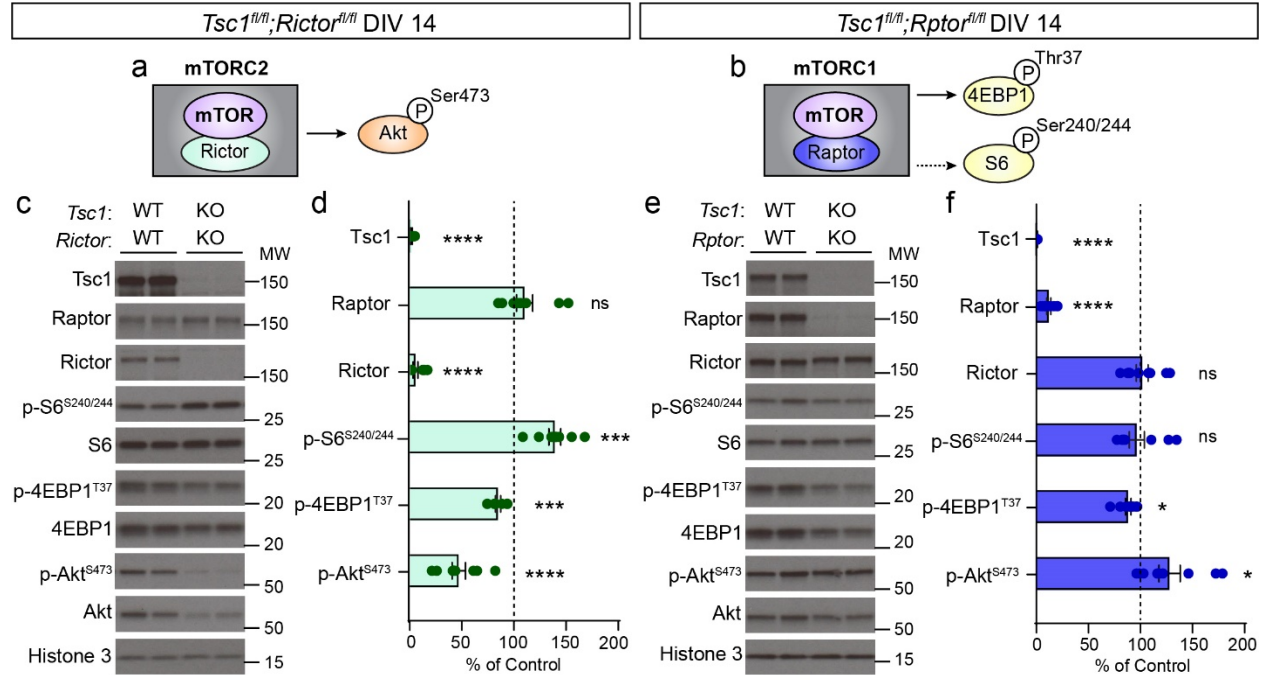 Tsc1fl/fl;Rictorfl/fl DIV 14
Tsc1fl/fl;Rptorfl/fl DIV 14
a
mTORC2
mTOR
Rictor
Akt
P
Ser473
b
mTORC1
mTOR
Raptor
4EBP1
P
Thr37
S6
P
Ser240/244
c
Tsc1: WT KO
Rictor: WT KO
MW
Tsc1 150
Raptor 150
Rictor 150
p-S6S240/244 25
S6 25
p-4EBP1T37 20
4EBP1 20
p-AktS473 50
Akt 50
Histone 3 15
d
Tsc1 ****
Raptor ns
Rictor ****
p-S6S240/244 ***
p-4EBP1T37 ***
p-AktS473 ****
0 50 100 150 200
% of Control
e
Tsc1: WT KO
Rptor: WT KO
MW
Tsc1 150
Raptor 150
Rictor 150
p-S6S240/244 25
S6 25
p-4EBP1T37 20
4EBP1 20
p-AktS473 50
Akt 50
Histone 3 15
f
Tsc1 ****
Raptor ****
Rictor ns
p-S6S240/244 ns
p-4EBP1T37 *
p-AktS473 *
0 50 100 150 200
% of Control